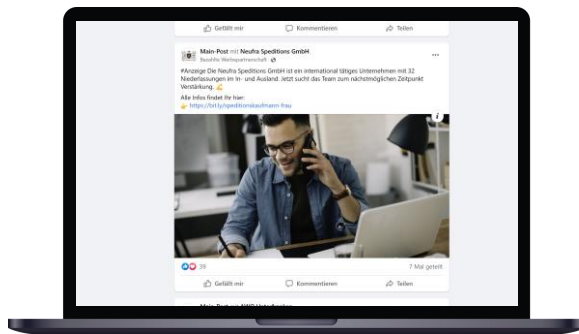 Gefällt mir Kommentieren Teilen
Main-Post mit Neufra Speditions GmbH
Bezahlte Werbepartnerschaft
#Anzeige Die Neufra Speditions GmbH ist ein international tätiges Unternehmen mit 32
Niederlassungen im In- und Ausland. Jetzt sucht das Team zum nächstmöglichen Zeitpunkt
Verstärkung.
Alle Infos findet Ihr hier:
https://bit.ly/speditionskaufmann-frau
i
39 7 Mal geteilt
Gefällt mir Kommentieren Teilen